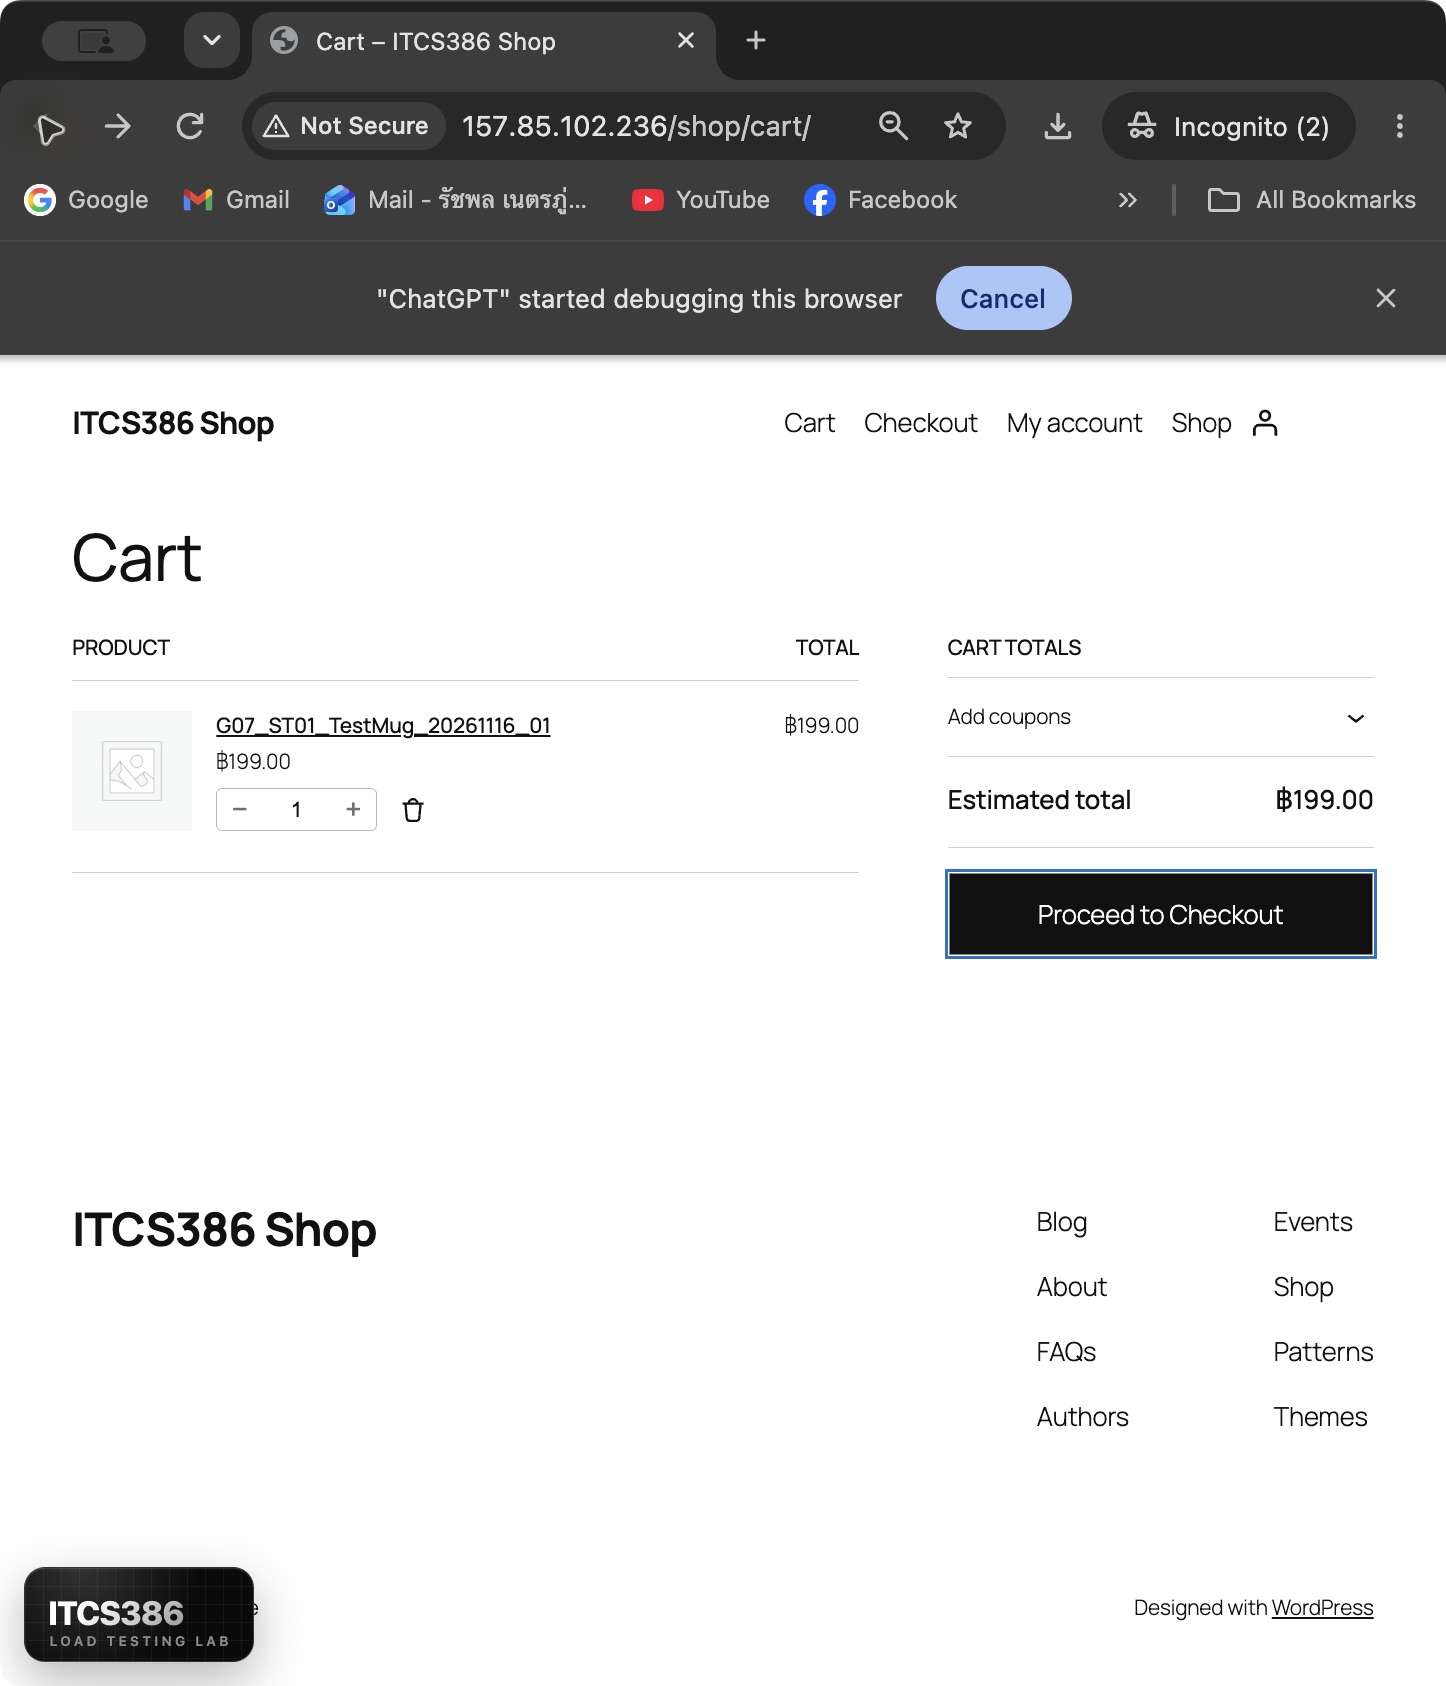 Cart – ITCS386 Shop
Not Secure
157.85.102.236/shop/cart/
Incognito (2)
Google
Gmail
Mail - รัชพล เนตรภู่...
YouTube
Facebook
All Bookmarks
"ChatGPT" started debugging this browser
Cancel
ITCS386 Shop
Cart
Checkout
My account
Shop
Cart
PRODUCT
TOTAL
G07_ST01_TestMug_20261116_01
฿199.00
฿199.00
1
CART TOTALS
Add coupons
Estimated total
฿199.00
Proceed to Checkout
ITCS386 Shop
Blog
About
FAQs
Authors
Events
Shop
Patterns
Themes
ITCS386
LOAD TESTING LAB
Designed with WordPress